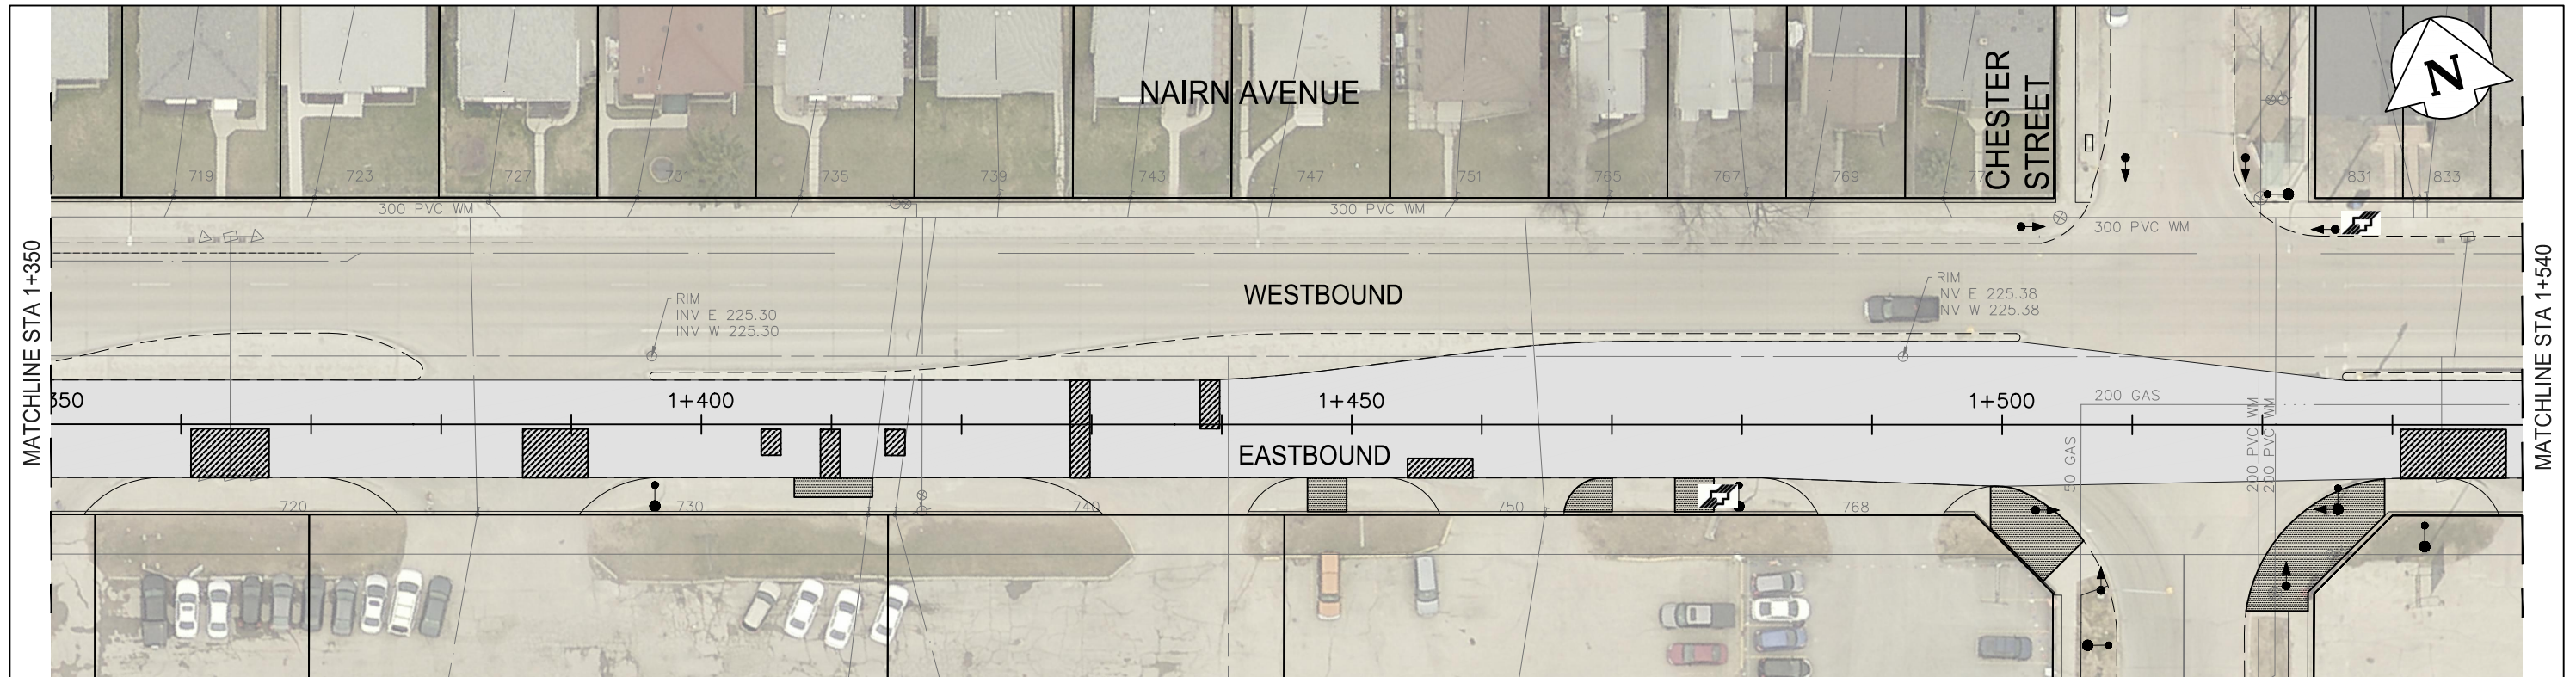 NAIRN AVENUE
CHESTER
STREET
N
719
723
727
731
735
739
743
747
751
765
767
769
831
833
300 PVC WM
300 PVC WM
300 PVC WM
MATCHLINE STA 1+350
MATCHLINE STA 1+540
WESTBOUND
RIM
INV E 225.30
INV W 225.30
RIM
INV E 225.38
INV W 225.38
350
1+400
1+450
1+500
200 GAS
50 GAS
200 PVC WM
200 PVC WM
EASTBOUND
720
730
740
750
768